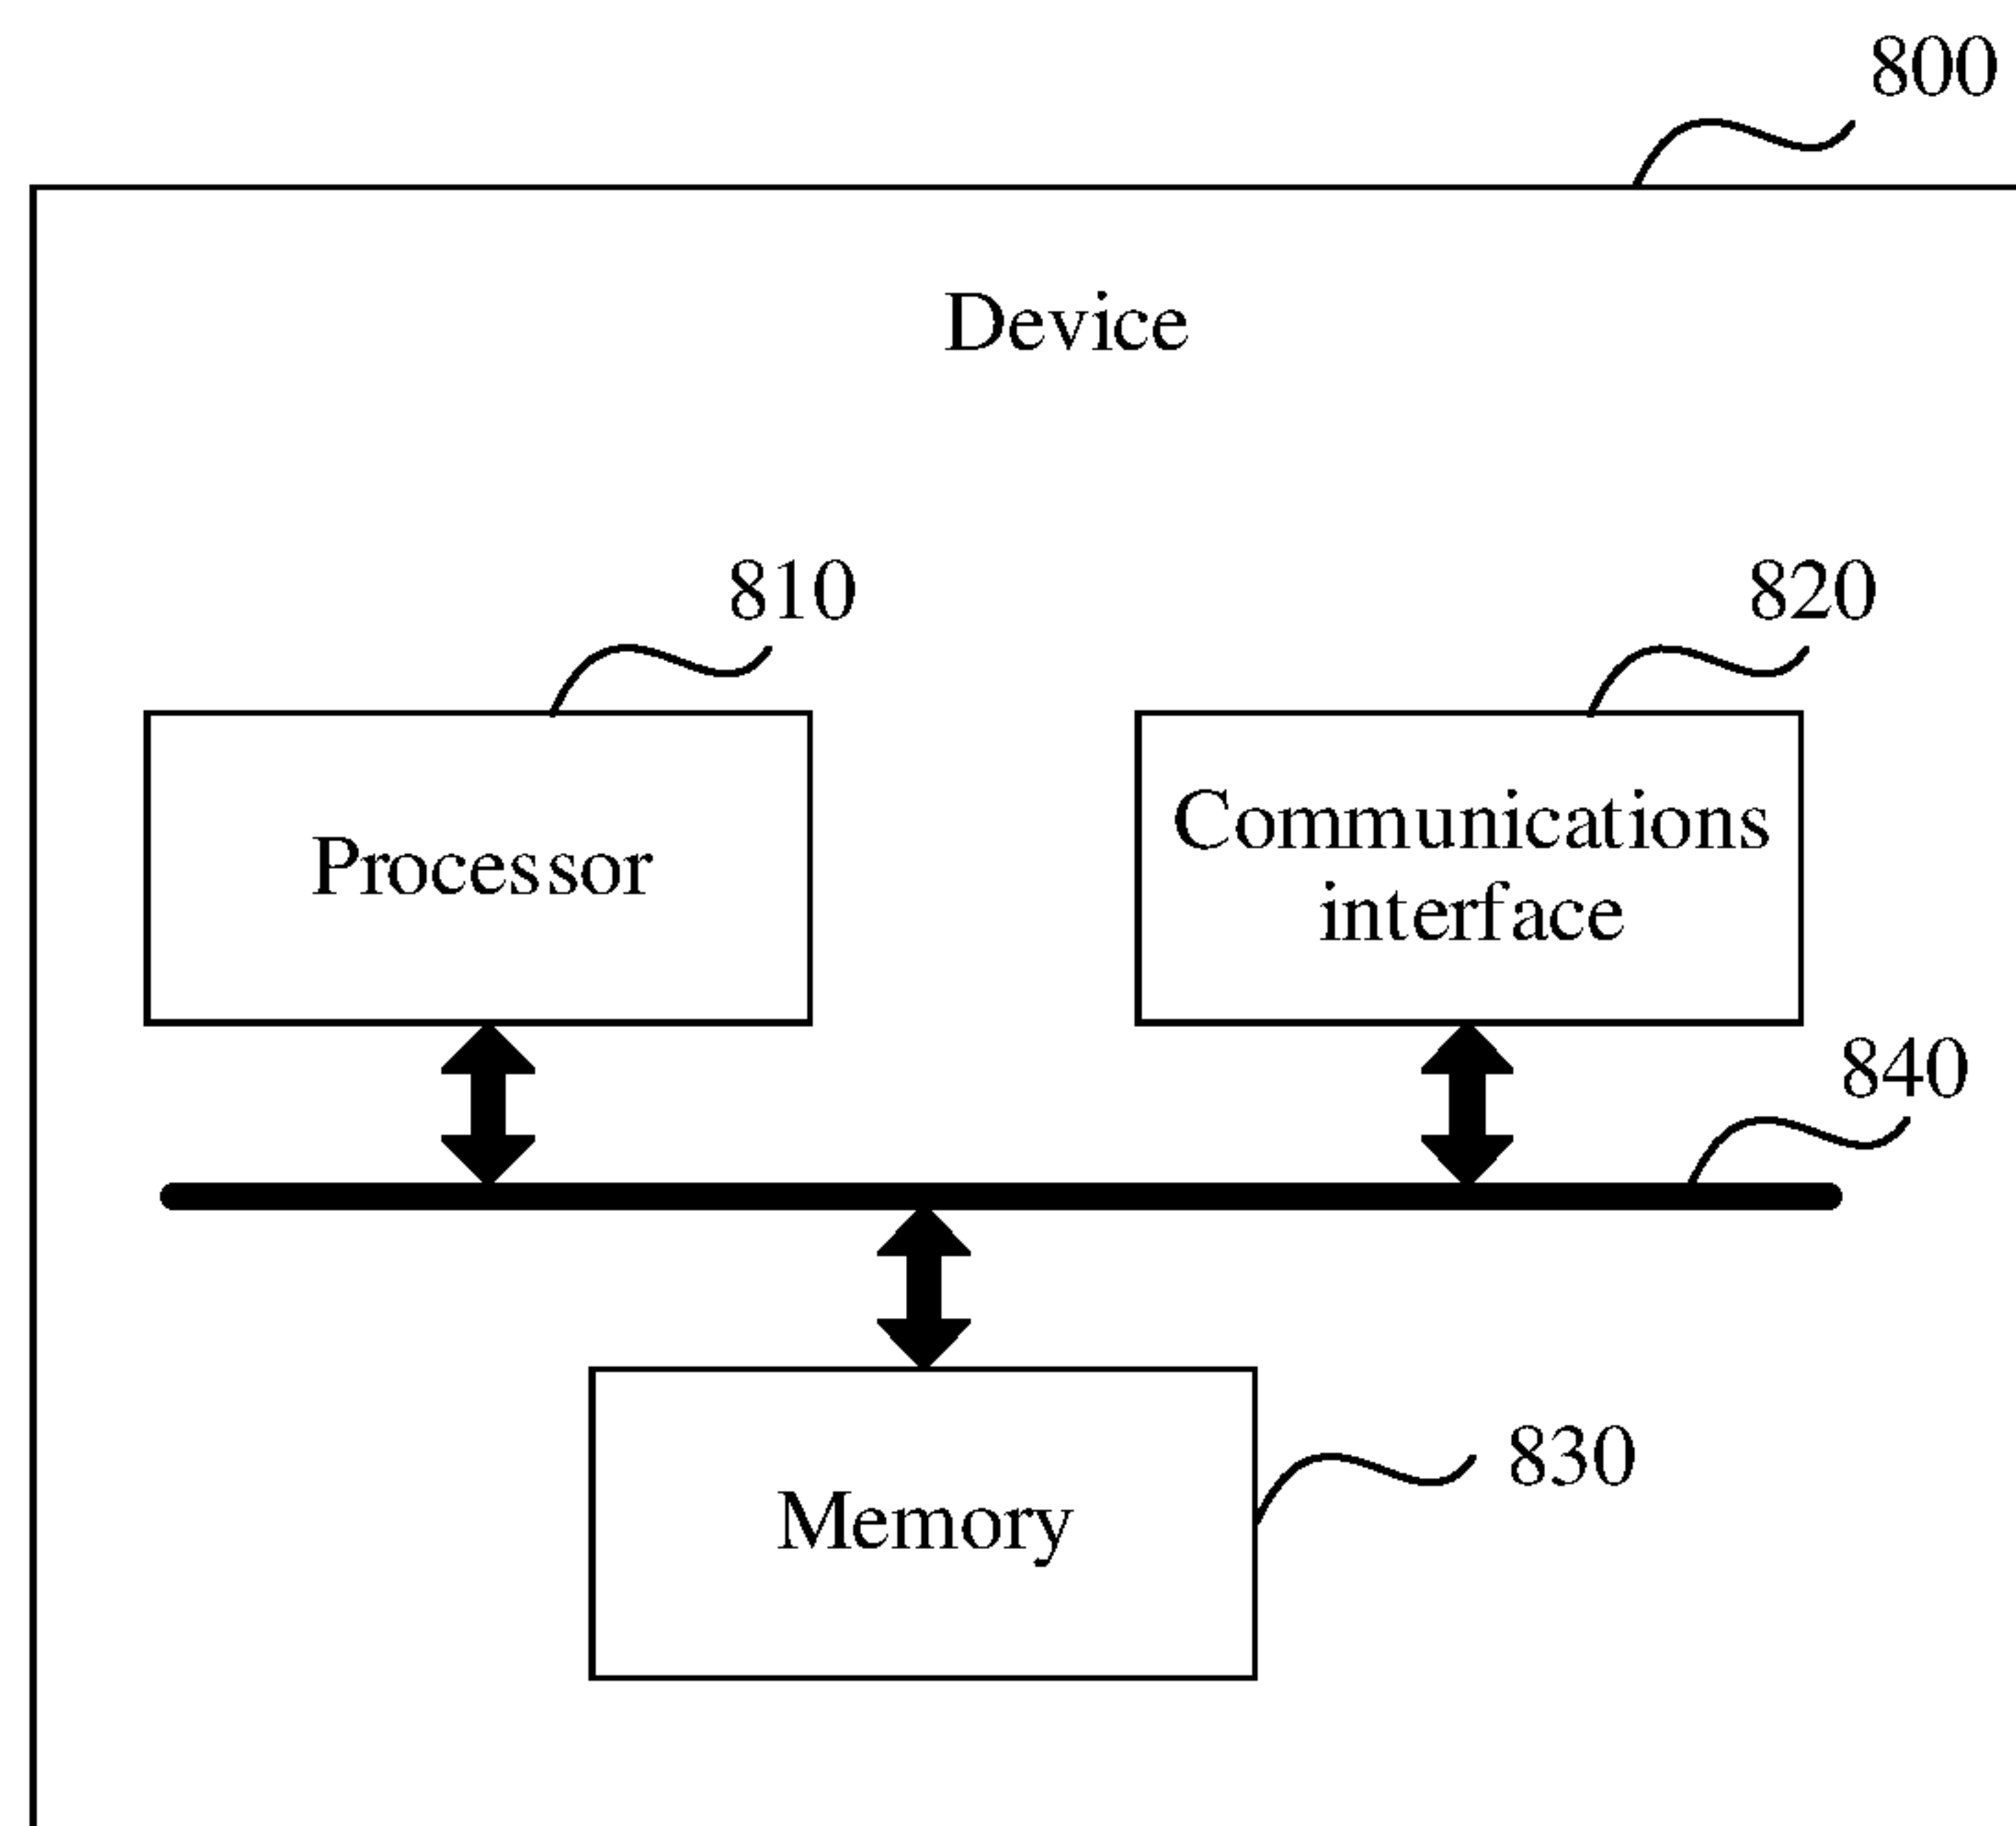 800
Device
810
820
Processor
Communications
interface
840
830
Memory